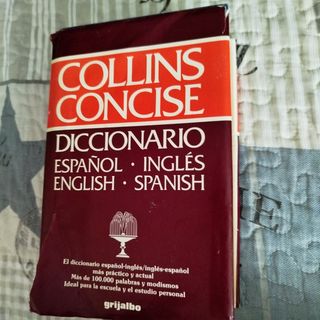 COLLINS
CONCISE
DICCIONARIO
ESPAÑOL · INGLÉS
ENGLISH · SPANISH
El diccionario español-inglés/inglés-español
más práctico y actual
Más de 100.000 palabras y modismos
Ideal para la escuela y el estudio personal
grijalbo